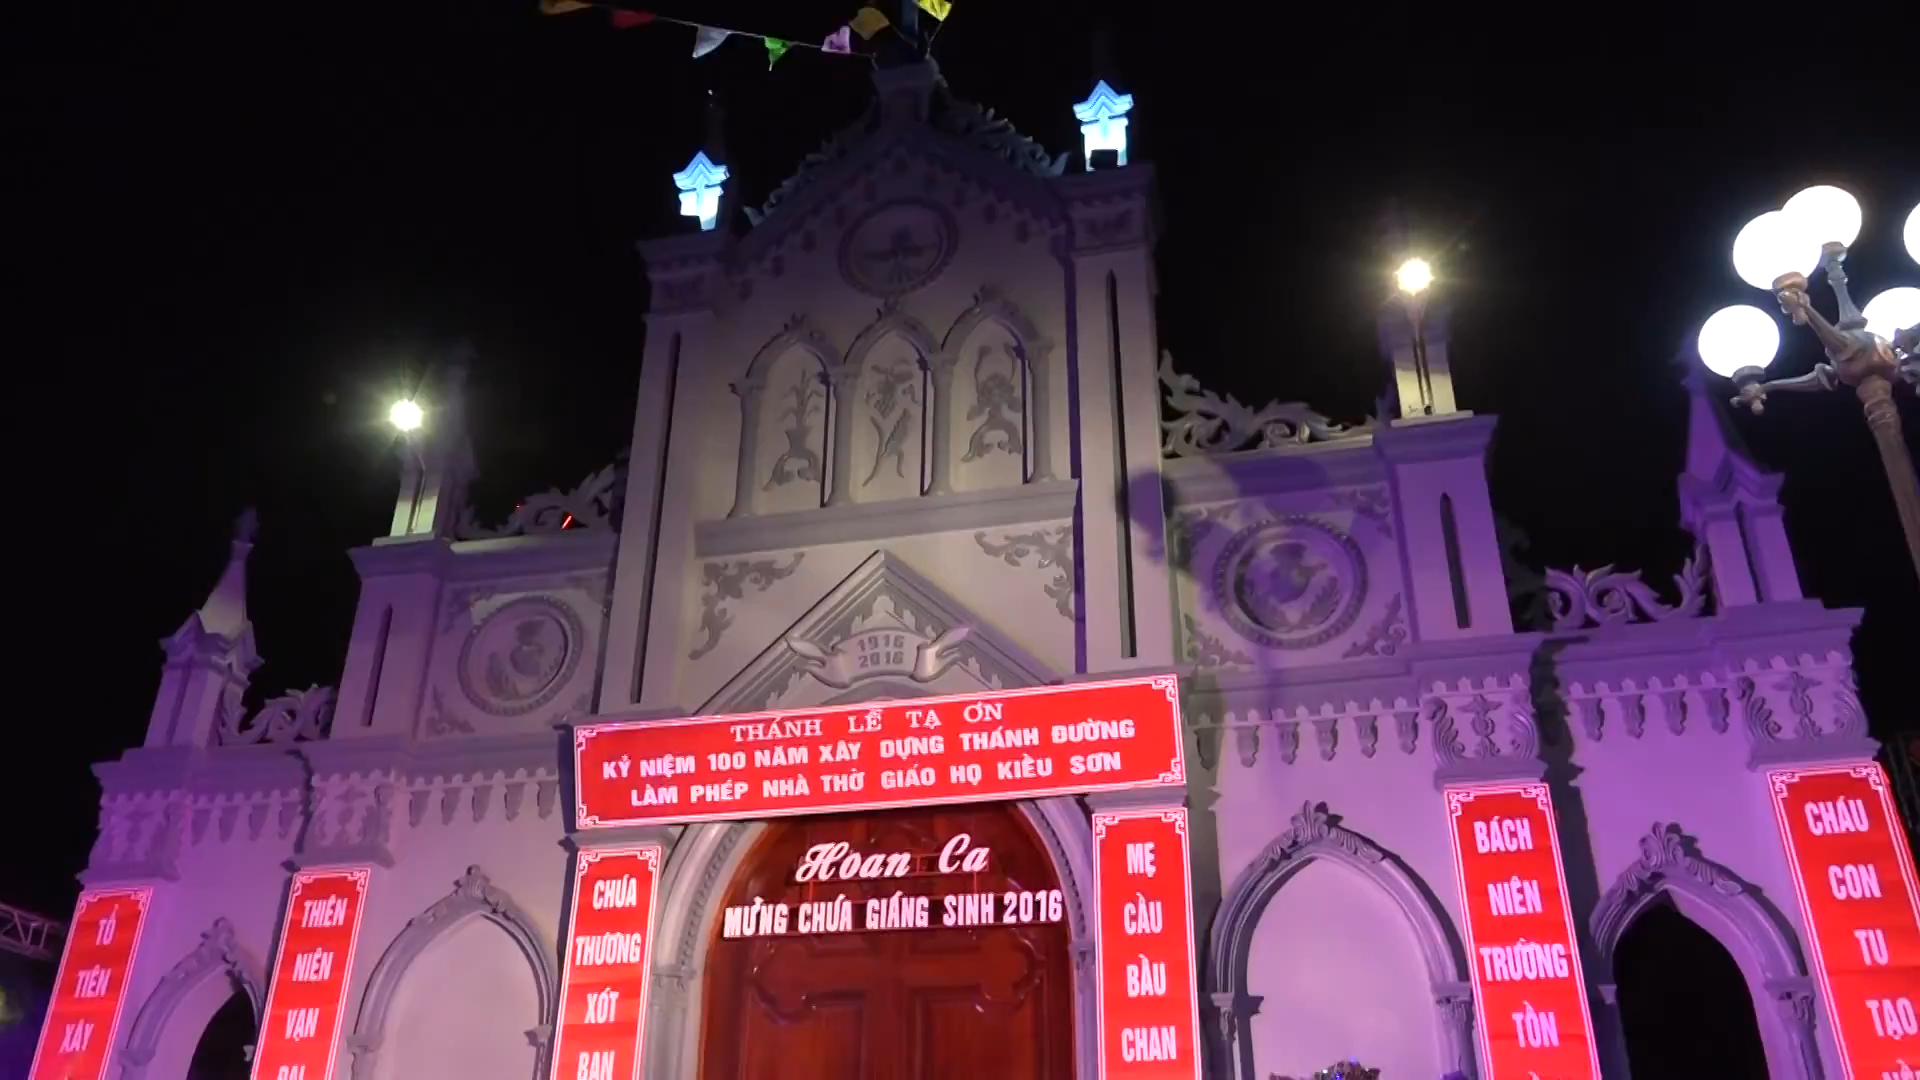 1916
2016
THÁNH LỄ TẠ ƠN
KỶ NIỆM 100 NĂM XÂY DỰNG THÁNH ĐƯỜNG
LÀM PHÉP NHÀ THỜ GIÁO HỌ KIỀU SƠN
Hoan Ca
MỪNG CHÚA GIÁNG SINH 2016
TỔ
TIÊN
XÂY
THIÊN
NIÊN
VẠN
ĐẠI
CHÚA
THƯƠNG
XÓT
BAN
MẸ
CẦU
BẦU
CHAN
BÁCH
NIÊN
TRƯỜNG
TỒN
CHÁU
CON
TU
TẠO